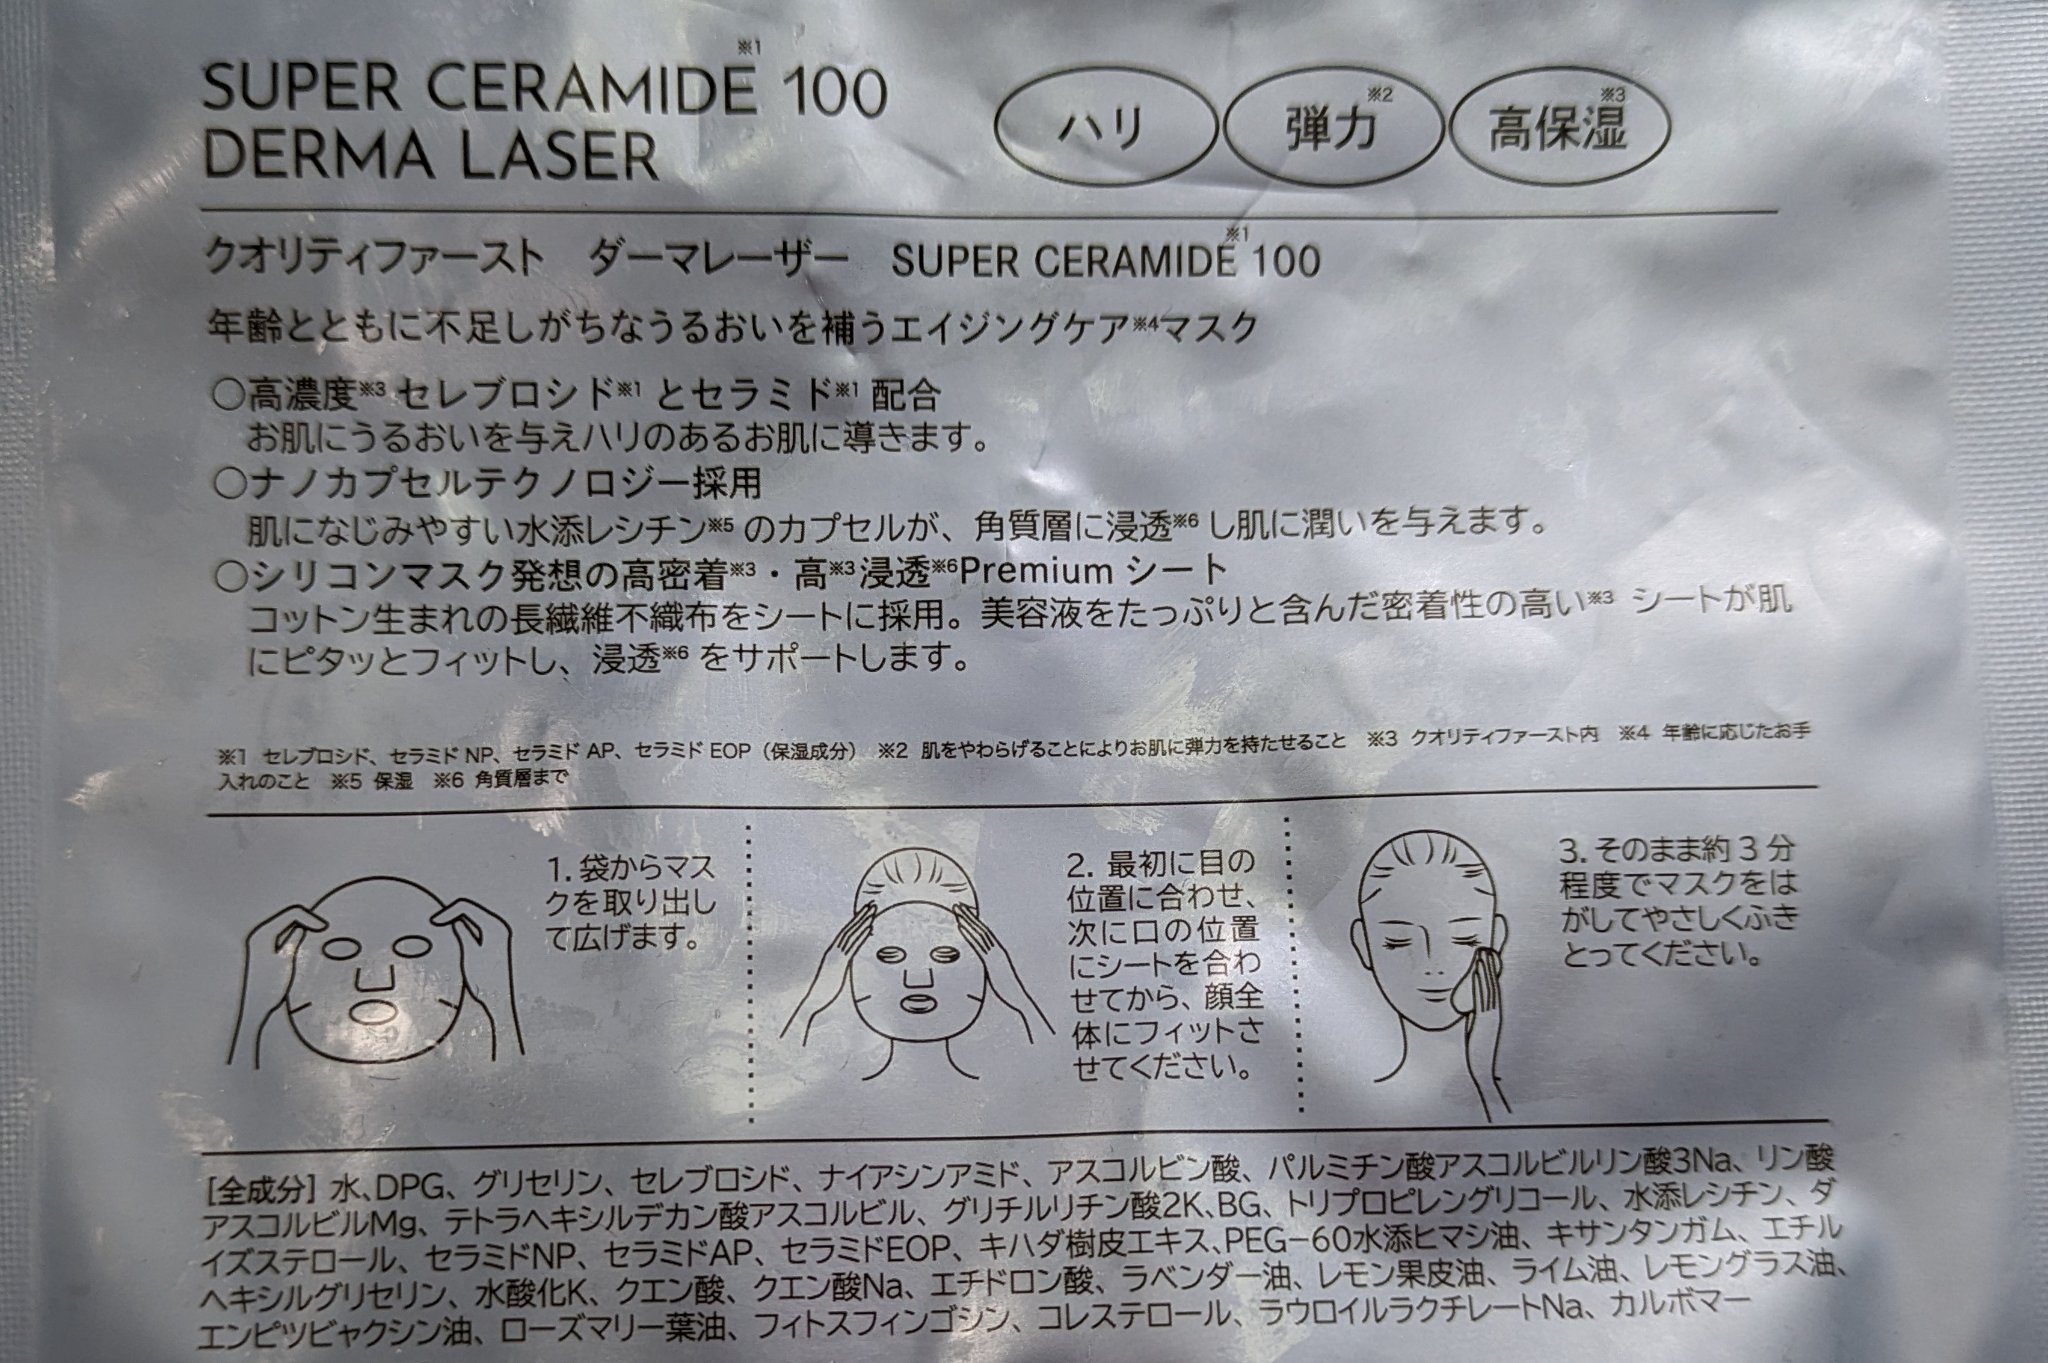 SUPER CERAMIDE※1 100
DERMA LASER
ハリ
弾力※2
高保湿※3
クオリティファースト　ダーマレーザー　SUPER CERAMIDE※1 100
年齢とともに不足しがちなうるおいを補うエイジングケア※4マスク
○高濃度※3 セレブロシド※1 とセラミド※1 配合
お肌にうるおいを与えハリのあるお肌に導きます。
○ナノカプセルテクノロジー採用
肌になじみやすい水添レシチン※5 のカプセルが、角質層に浸透※6 し肌に潤いを与えます。
○シリコンマスク発想の高密着※3・高※3浸透※6Premium シート
コットン生まれの長繊維不織布をシートに採用。美容液をたっぷりと含んだ密着性の高い※3 シートが肌
にピタッとフィットし、浸透※6 をサポートします。
※1 セレブロシド、セラミド NP、セラミド AP、セラミド EOP（保湿成分） ※2 肌をやわらげることによりお肌に弾力を持たせること ※3 クオリティファースト内 ※4 年齢に応じたお手
入れのこと ※5 保湿 ※6 角質層まで
1. 袋からマス
クを取り出し
て広げます。
2. 最初に目の
位置に合わせ、
次に口の位置
にシートを合わ
せてから、顔全
体にフィットさ
せてください。
3. そのまま約 3 分
程度でマスクをは
がしてやさしくふき
とってください。
［全成分］水、DPG、グリセリン、セレブロシド、ナイアシンアミド、アスコルビン酸、パルミチン酸アスコルビルリン酸3Na、リン酸
アスコルビルMg、テトラヘキシルデカン酸アスコルビル、グリチルリチン酸2K、BG、トリプロピレングリコール、水添レシチン、ダ
イズステロール、セラミドNP、セラミドAP、セラミドEOP、キハダ樹皮エキス、PEG-60水添ヒマシ油、キサンタンガム、エチル
ヘキシルグリセリン、水酸化K、クエン酸、クエン酸Na、エチドロン酸、ラベンダー油、レモン果皮油、ライム油、レモングラス油、
エンピツビャクシン油、ローズマリー葉油、フィトスフィンゴシン、コレステロール、ラウロイルラクチレートNa、カルボマー